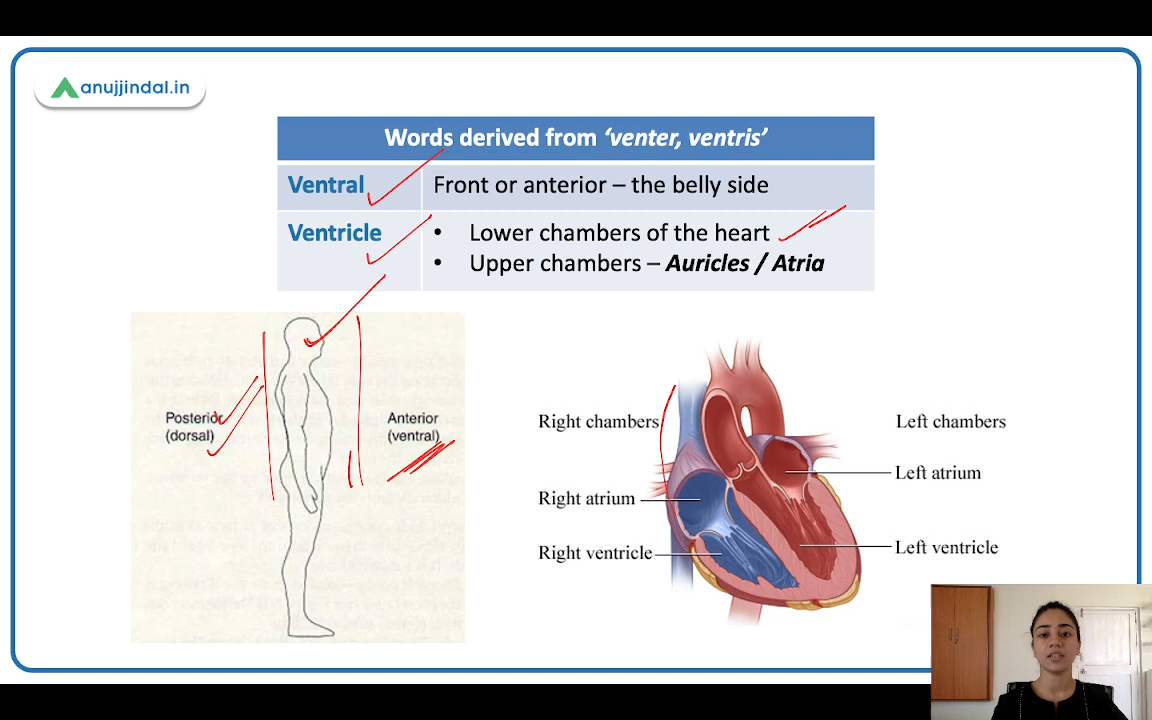 anujjindal.in
Words derived from ‘venter, ventris’
Ventral
Front or anterior – the belly side
Ventricle
• Lower chambers of the heart
• Upper chambers – Auricles / Atria
Posterior
(dorsal)
Anterior
(ventral)
Right chambers
Left chambers
Left atrium
Right atrium
Left ventricle
Right ventricle